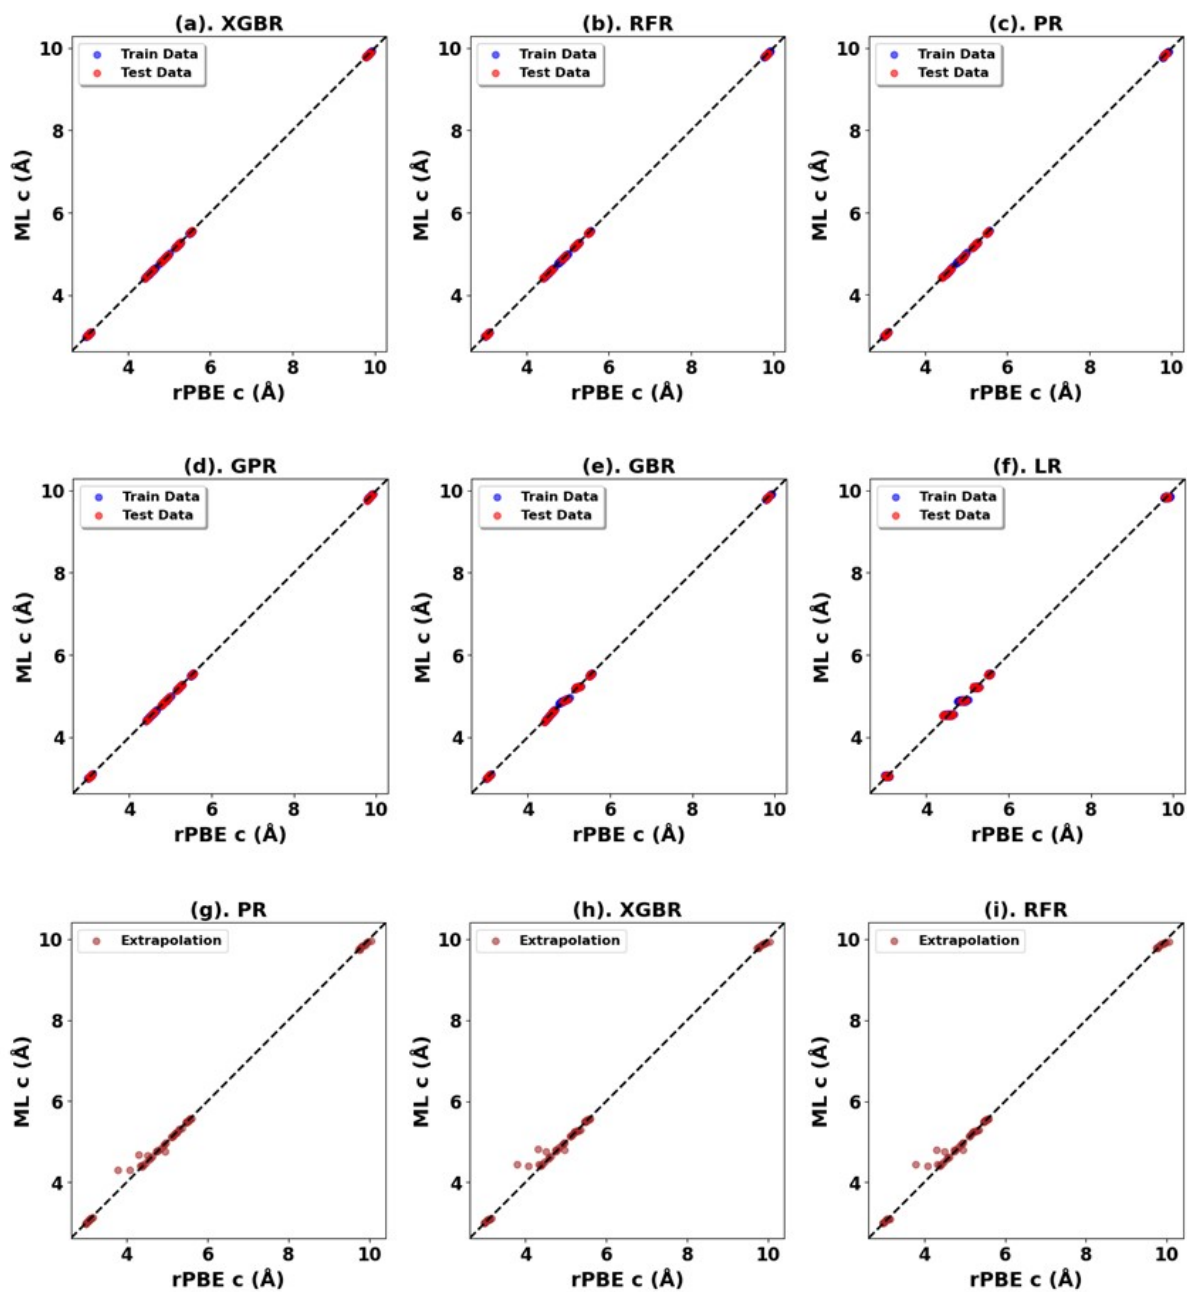 (a). XGBR
(b). RFR
(c). PR
Train Data
Test Data
Train Data
Test Data
Train Data
Test Data
10
8
6
4
ML c (Å)
4 6 8 10
rPBE c (Å)
10
8
6
4
ML c (Å)
4 6 8 10
rPBE c (Å)
10
8
6
4
ML c (Å)
4 6 8 10
rPBE c (Å)
(d). GPR
(e). GBR
(f). LR
Train Data
Test Data
Train Data
Test Data
Train Data
Test Data
10
8
6
4
ML c (Å)
4 6 8 10
rPBE c (Å)
10
8
6
4
ML c (Å)
4 6 8 10
rPBE c (Å)
10
8
6
4
ML c (Å)
4 6 8 10
rPBE c (Å)
(g). PR
(h). XGBR
(i). RFR
Extrapolation
Extrapolation
Extrapolation
10
8
6
4
ML c (Å)
4 6 8 10
rPBE c (Å)
10
8
6
4
ML c (Å)
4 6 8 10
rPBE c (Å)
10
8
6
4
ML c (Å)
4 6 8 10
rPBE c (Å)